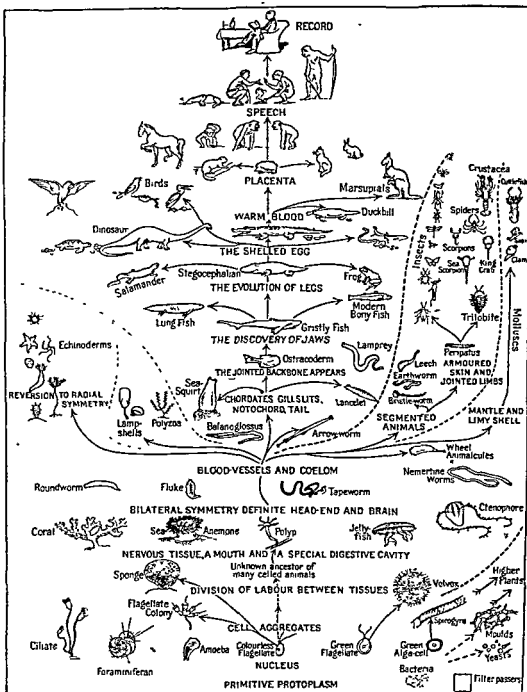 RECORD
SPEECH
PLACENTA
Birds
Marsupials
WARM BLOOD
Duckbill
Dinosaur
THE SHELLED EGG
Salamander
Stegocephalian
Frog
THE EVOLUTION OF LEGS
Lung Fish
Gristly Fish
Modern
Bony Fish
THE DISCOVERY OF JAWS
Ostracoderm
Lamprey
THE JOINTED BACKBONE APPEARS
Insects
Crustacea
Spiders
Scorpions
Sea
Scorpion
King
Crab
Clam
Molluscs
Trilobite
Peripatus
ARMOURED
SKIN AND
JOINTED LIMBS
Echinoderms
REVERSION TO RADIAL
SYMMETRY
Lamp-
shells
Polyzoa
Sea-
Squirt
CHORDATES GILL SLITS,
NOTOCHORD, TAIL
Lancelet
Balanoglossus
Arrow worm
Leech
Earthworm
Bristle-worm
SEGMENTED
ANIMALS
MANTLE AND
LIMY SHELL
Wheel
Animalcules
Nemertine
Worms
BLOOD-VESSELS AND COELOM
Roundworm
Fluke
Tapeworm
BILATERAL SYMMETRY DEFINITE HEAD-END AND BRAIN
Coral
Sea Anemone
Polyp
Jelly
fish
Ctenophore
NERVOUS TISSUE, A MOUTH AND A SPECIAL DIGESTIVE CAVITY
Sponge
Unknown ancestor
of many celled animals
Volvox
Higher
Plants
DIVISION OF LABOUR BETWEEN TISSUES
Flagellate
Colony
CELL AGGREGATES
Spirogyra
Moulds
Ciliate
Foraminiferan
Amoeba
Colourless
Flagellate
Green
Flagellate
Green
Alga-cell
Yeasts
NUCLEUS
Bacteria
Filter passers
PRIMITIVE PROTOPLASM